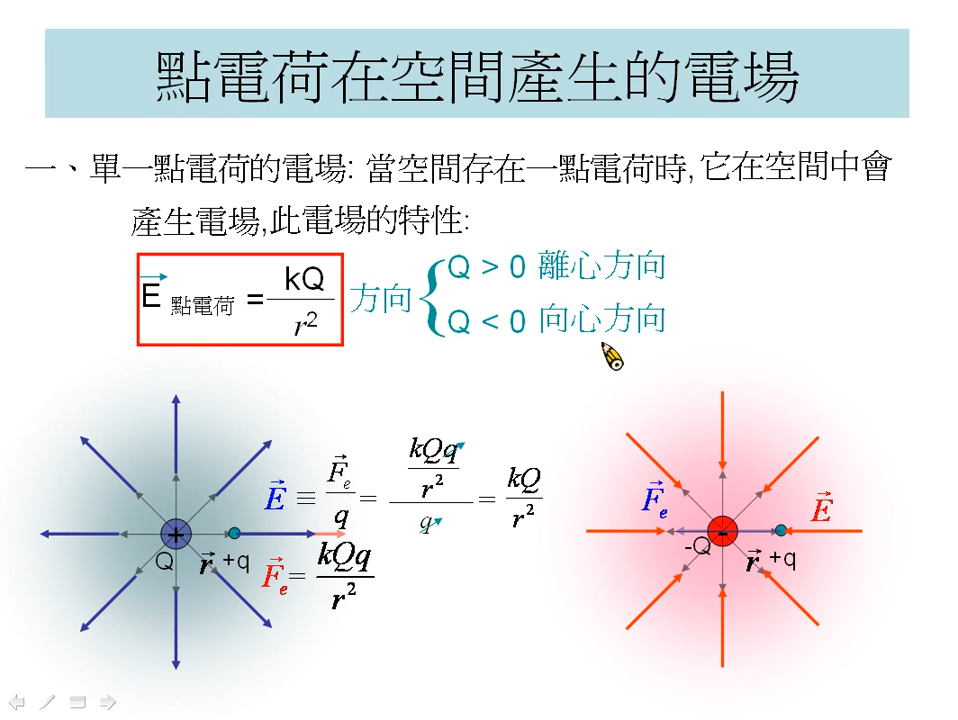 點電荷在空間產生的電場
一、單一點電荷的電場: 當空間存在一點電荷時, 它在空間中會
產生電場,此電場的特性:
E 點電荷 = kQ / r² 方向 { Q > 0 離心方向
Q < 0 向心方向
E ≡ Fe / q = (kQq / r²) / q = kQ / r²
Fe = kQq / r²
+
Q
r
+q
Fe
E
-
-Q
r
+q